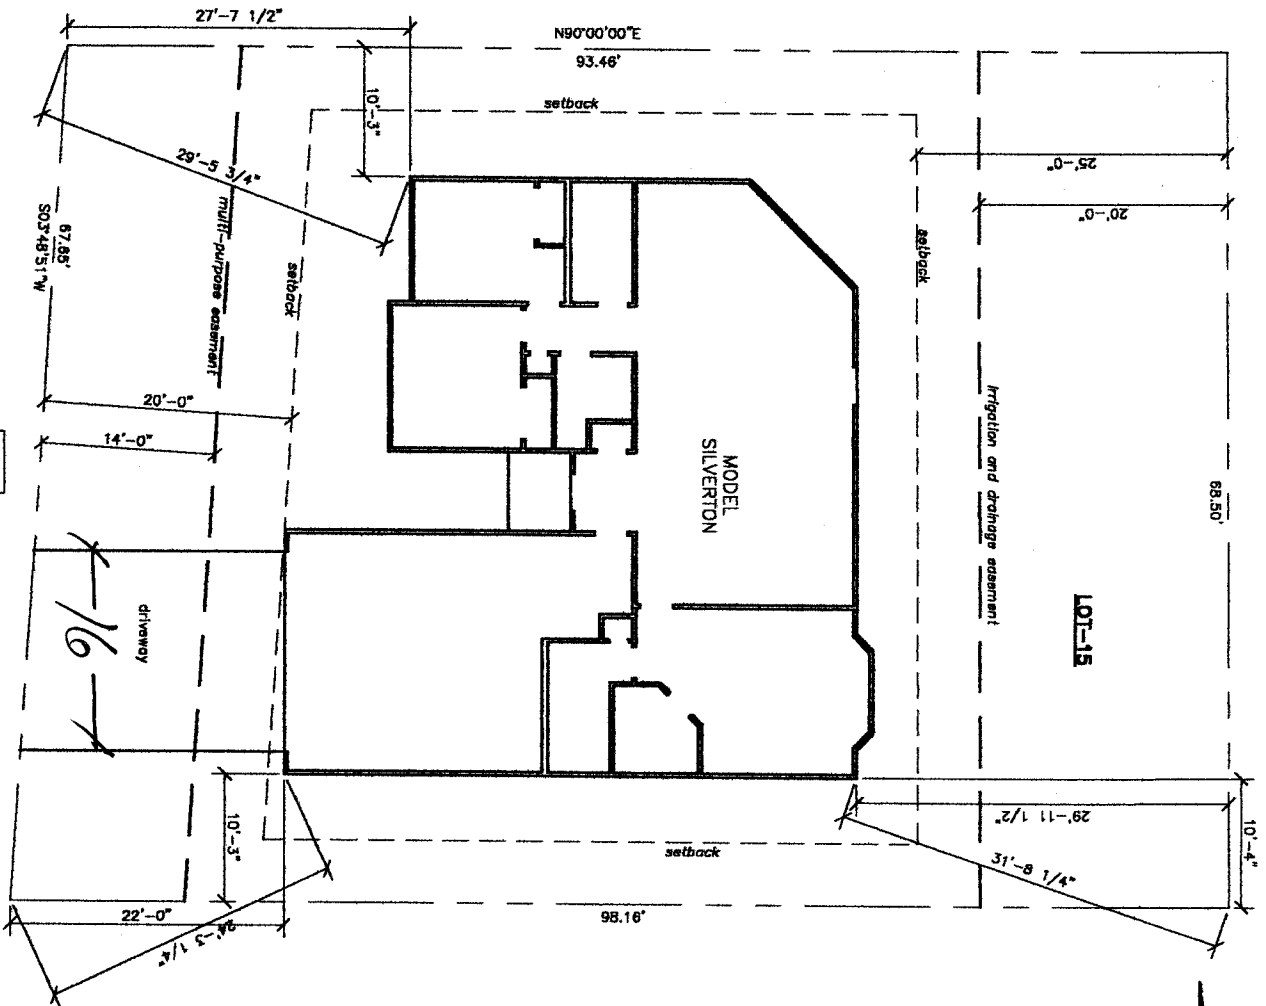 27'-7 1/2"
N90°00'00"E
93.46'
setback
10'-3"
29'-5 3/4"
25'-0"
20'-0"
multi-purpose easement
67.85'
S03°48'51"W
setback
setback
20'-0"
14'-0"
MODEL
SILVERTON
irrigation and drainage easement
68.50'
LOT-15
driveway
16
10'-3"
setback
29'-11 1/2"
31'-8 1/4"
10'-4"
22'-0"
24'-3 1/4"
98.16'